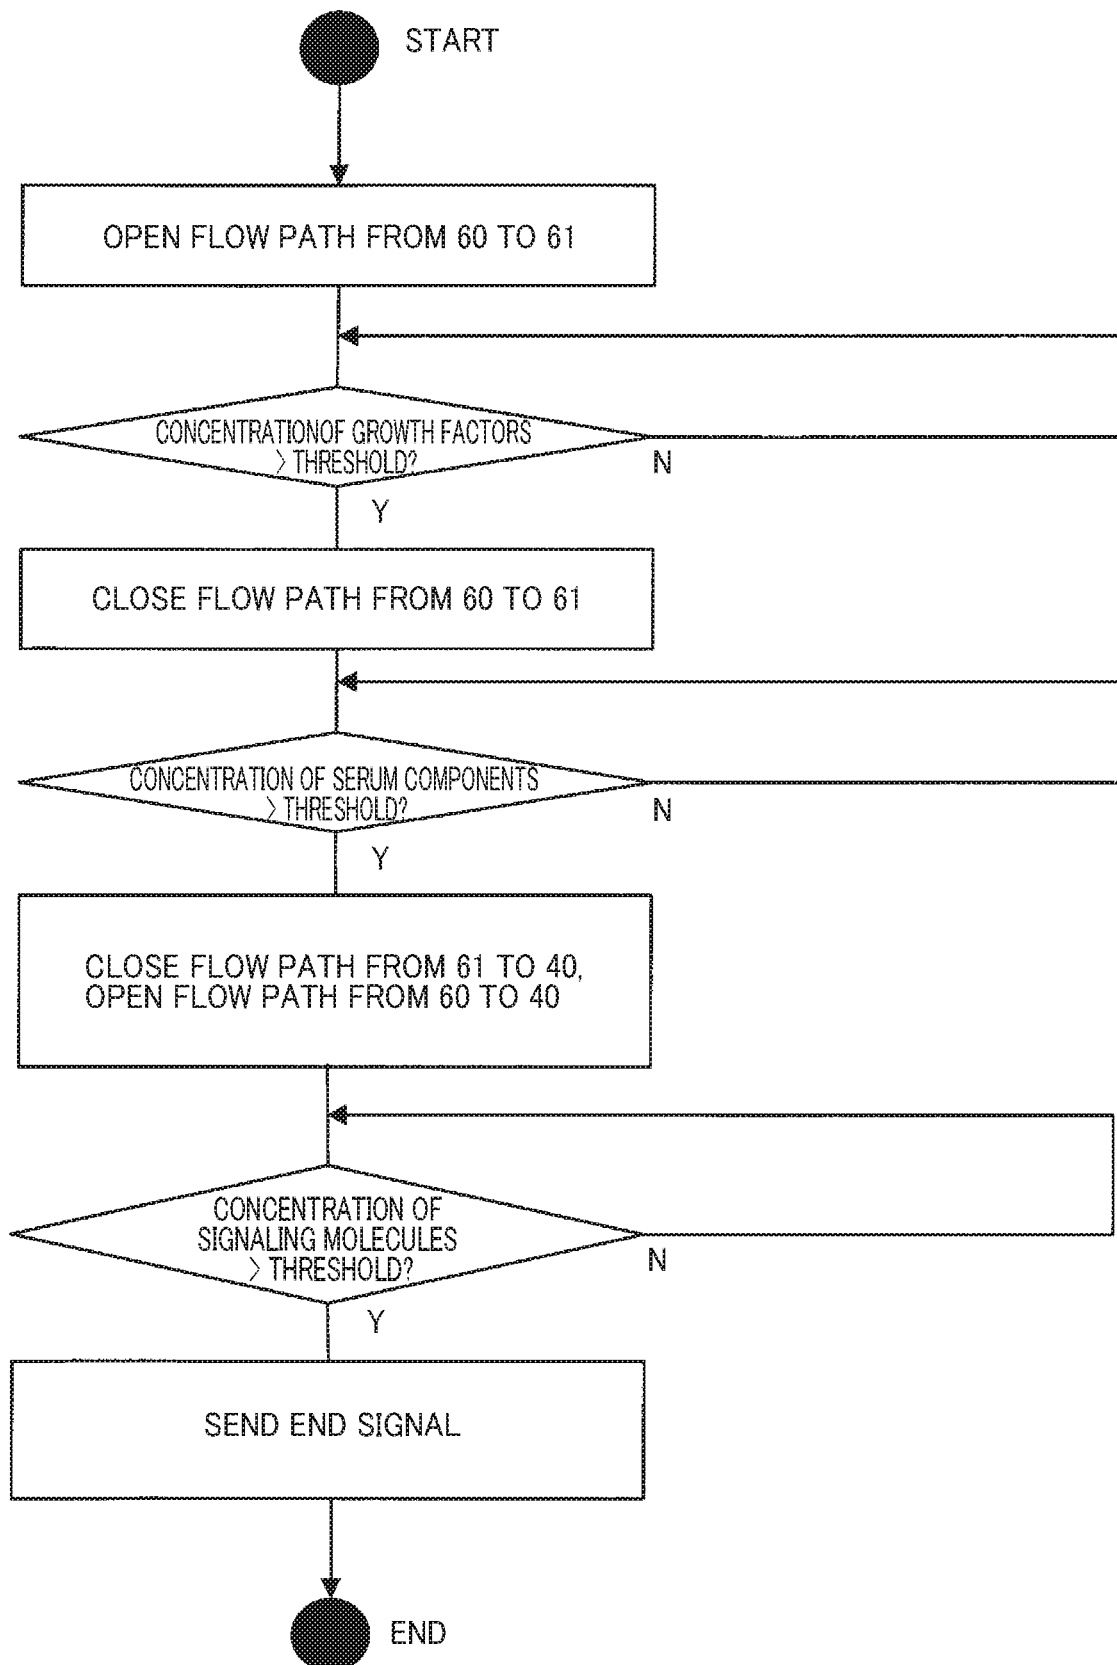 START
OPEN FLOW PATH FROM 60 TO 61
CONCENTRATIONOF GROWTH FACTORS
> THRESHOLD?
N
Y
CLOSE FLOW PATH FROM 60 TO 61
CONCENTRATION OF SERUM COMPONENTS
> THRESHOLD?
N
Y
CLOSE FLOW PATH FROM 61 TO 40,
OPEN FLOW PATH FROM 60 TO 40
CONCENTRATION OF
SIGNALING MOLECULES
> THRESHOLD?
N
Y
SEND END SIGNAL
END